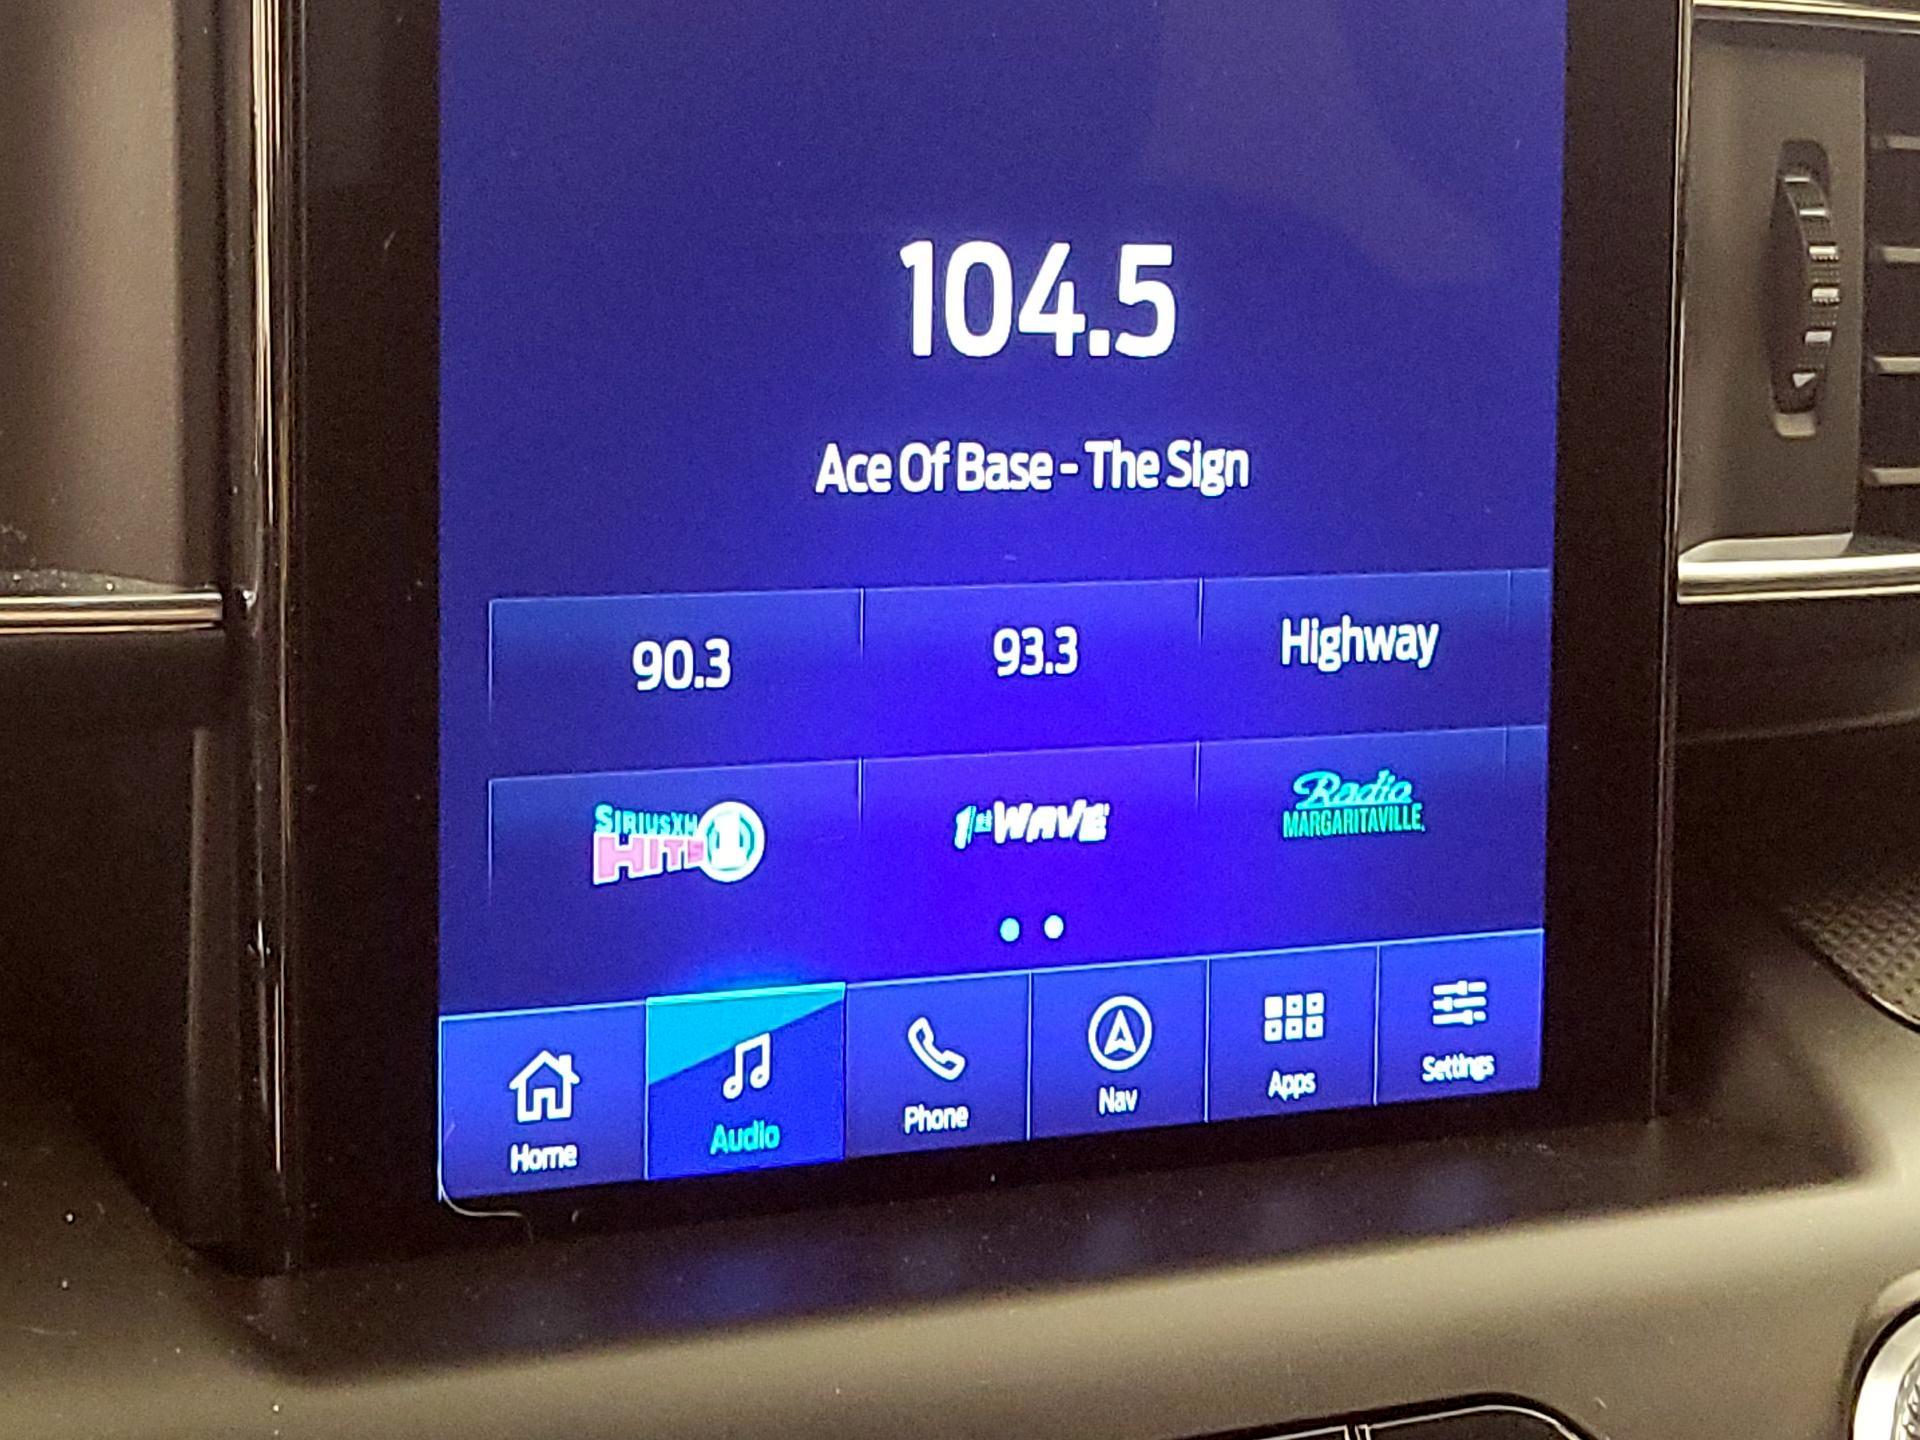 104.5
Ace Of Base - The Sign
90.3
93.3
Highway
SIRIUSXM
HITS 1
1ST WAVE
Radio
MARGARITAVILLE
Home
Audio
Phone
Nav
Apps
Settings